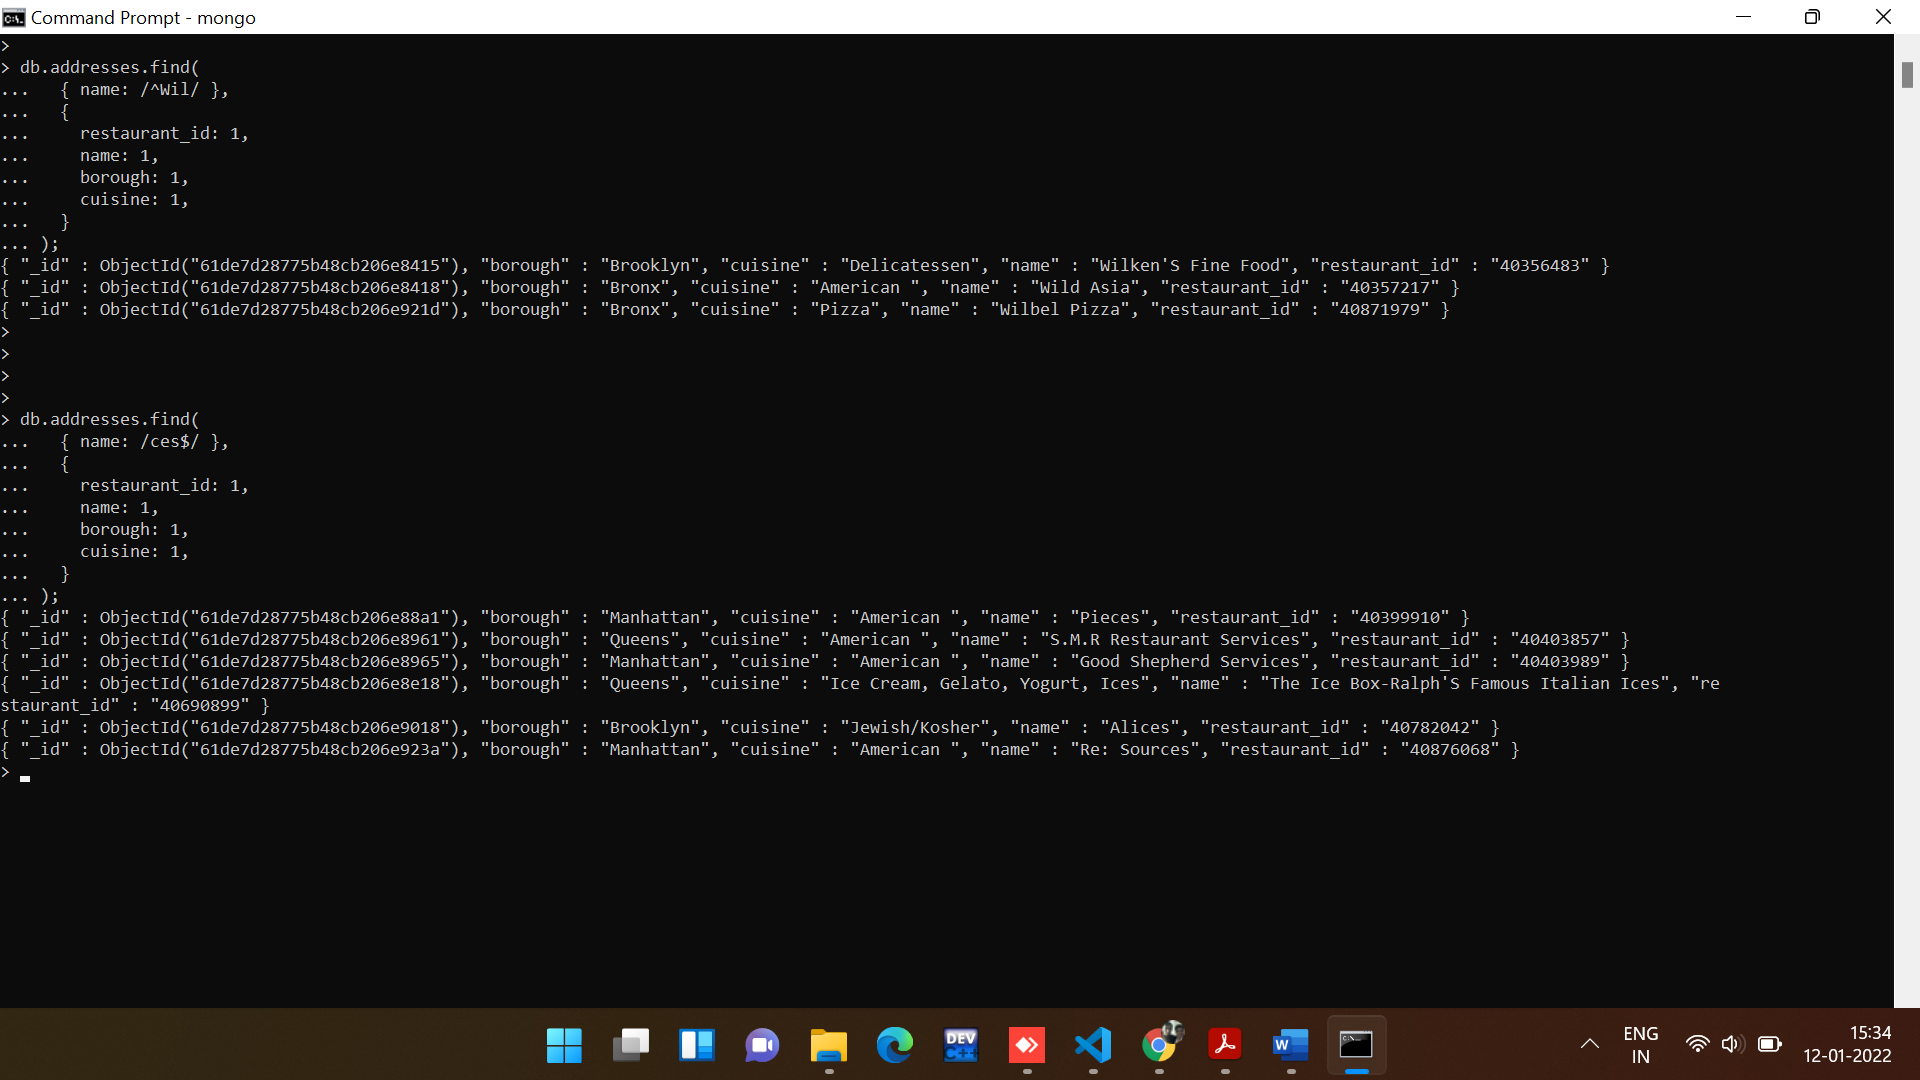 Command Prompt - mongo
>
> db.addresses.find(
...   { name: /^Wil/ },
...   {
...     restaurant_id: 1,
...     name: 1,
...     borough: 1,
...     cuisine: 1,
...   }
... );
{ "_id" : ObjectId("61de7d28775b48cb206e8415"), "borough" : "Brooklyn", "cuisine" : "Delicatessen", "name" : "Wilken'S Fine Food", "restaurant_id" : "40356483" }
{ "_id" : ObjectId("61de7d28775b48cb206e8418"), "borough" : "Bronx", "cuisine" : "American ", "name" : "Wild Asia", "restaurant_id" : "40357217" }
{ "_id" : ObjectId("61de7d28775b48cb206e921d"), "borough" : "Bronx", "cuisine" : "Pizza", "name" : "Wilbel Pizza", "restaurant_id" : "40871979" }
>
>
>
>
> db.addresses.find(
...   { name: /ces$/ },
...   {
...     restaurant_id: 1,
...     name: 1,
...     borough: 1,
...     cuisine: 1,
...   }
... );
{ "_id" : ObjectId("61de7d28775b48cb206e88a1"), "borough" : "Manhattan", "cuisine" : "American ", "name" : "Pieces", "restaurant_id" : "40399910" }
{ "_id" : ObjectId("61de7d28775b48cb206e8961"), "borough" : "Queens", "cuisine" : "American ", "name" : "S.M.R Restaurant Services", "restaurant_id" : "40403857" }
{ "_id" : ObjectId("61de7d28775b48cb206e8965"), "borough" : "Manhattan", "cuisine" : "American ", "name" : "Good Shepherd Services", "restaurant_id" : "40403989" }
{ "_id" : ObjectId("61de7d28775b48cb206e8e18"), "borough" : "Queens", "cuisine" : "Ice Cream, Gelato, Yogurt, Ices", "name" : "The Ice Box-Ralph'S Famous Italian Ices", "re
staurant_id" : "40690899" }
{ "_id" : ObjectId("61de7d28775b48cb206e9018"), "borough" : "Brooklyn", "cuisine" : "Jewish/Kosher", "name" : "Alices", "restaurant_id" : "40782042" }
{ "_id" : ObjectId("61de7d28775b48cb206e923a"), "borough" : "Manhattan", "cuisine" : "American ", "name" : "Re: Sources", "restaurant_id" : "40876068" }
>
DEV
C++
W
ENG
IN
15:34
12-01-2022